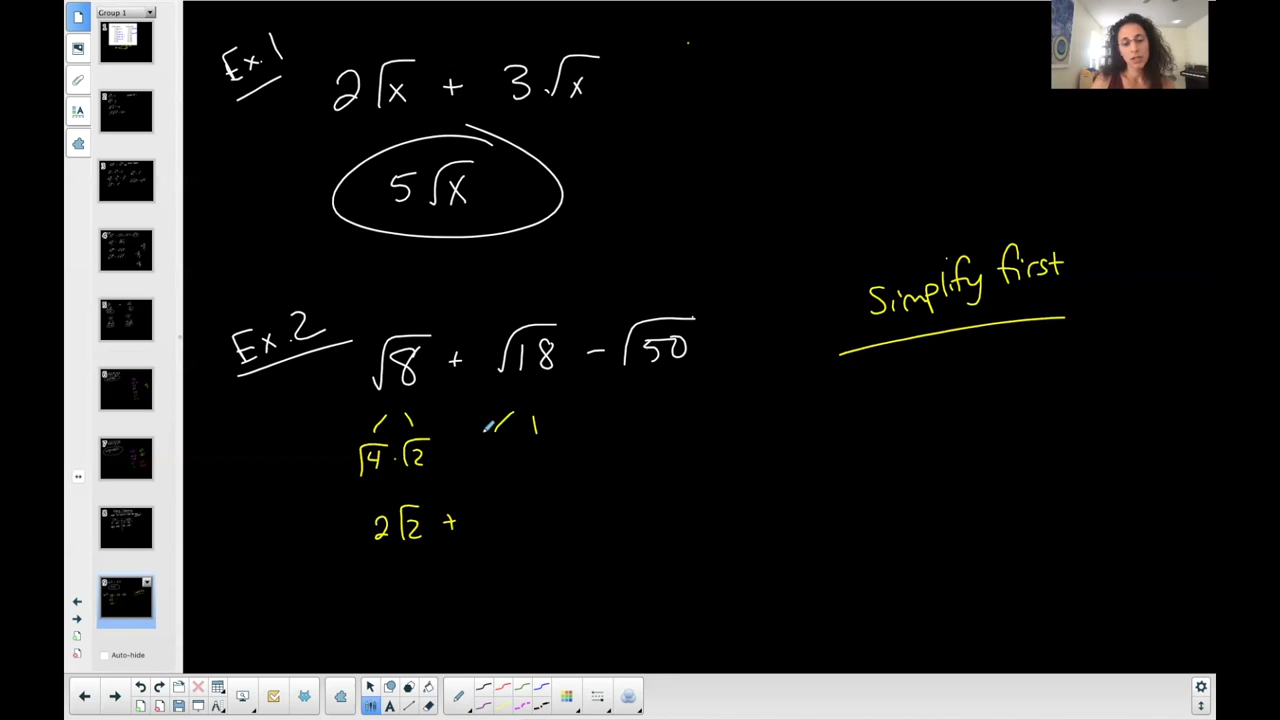 Group 1
Ex.1
2√x + 3√x
5√x
Simplify first
Ex.2
√8 + √18 - √50
√4 · √2
2√2 +
Auto-hide